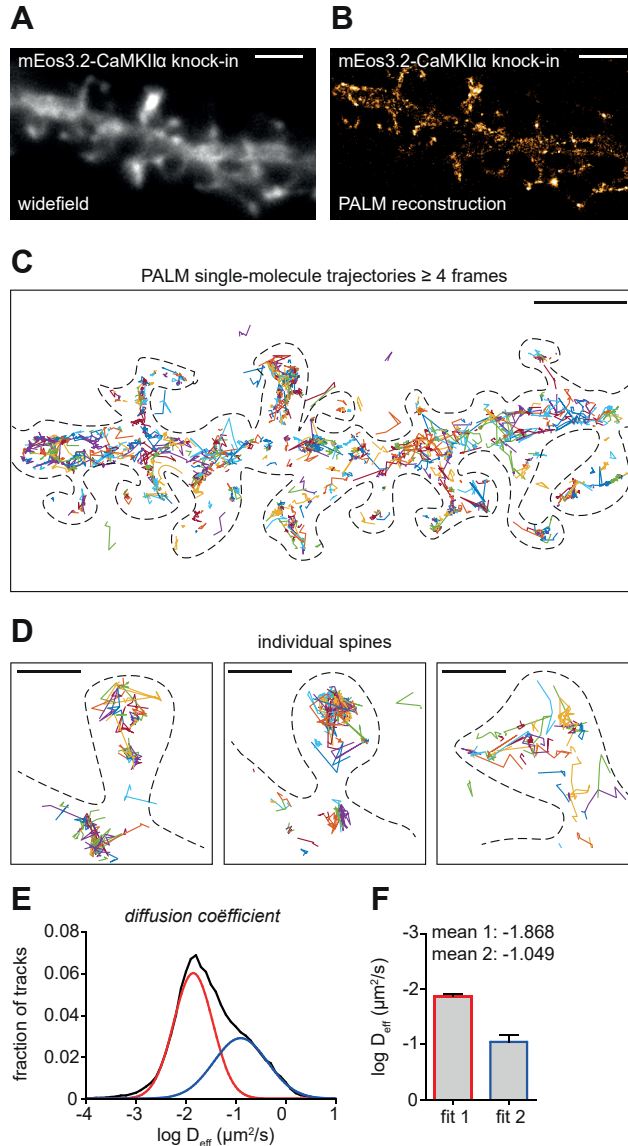 A
mEos3.2-CaMKIIα knock-in
widefield
B
mEos3.2-CaMKIIα knock-in
PALM reconstruction
C
PALM single-molecule trajectories ≥ 4 frames
D
individual spines
E
diffusion coëfficient
fraction of tracks
0.08
0.06
0.04
0.02
0
-4
-3
-2
-1
0
1
log D_eff (µm²/s)
F
mean 1: -1.868
mean 2: -1.049
log D_eff (µm²/s)
-3
-2
-1
0
fit 1
fit 2